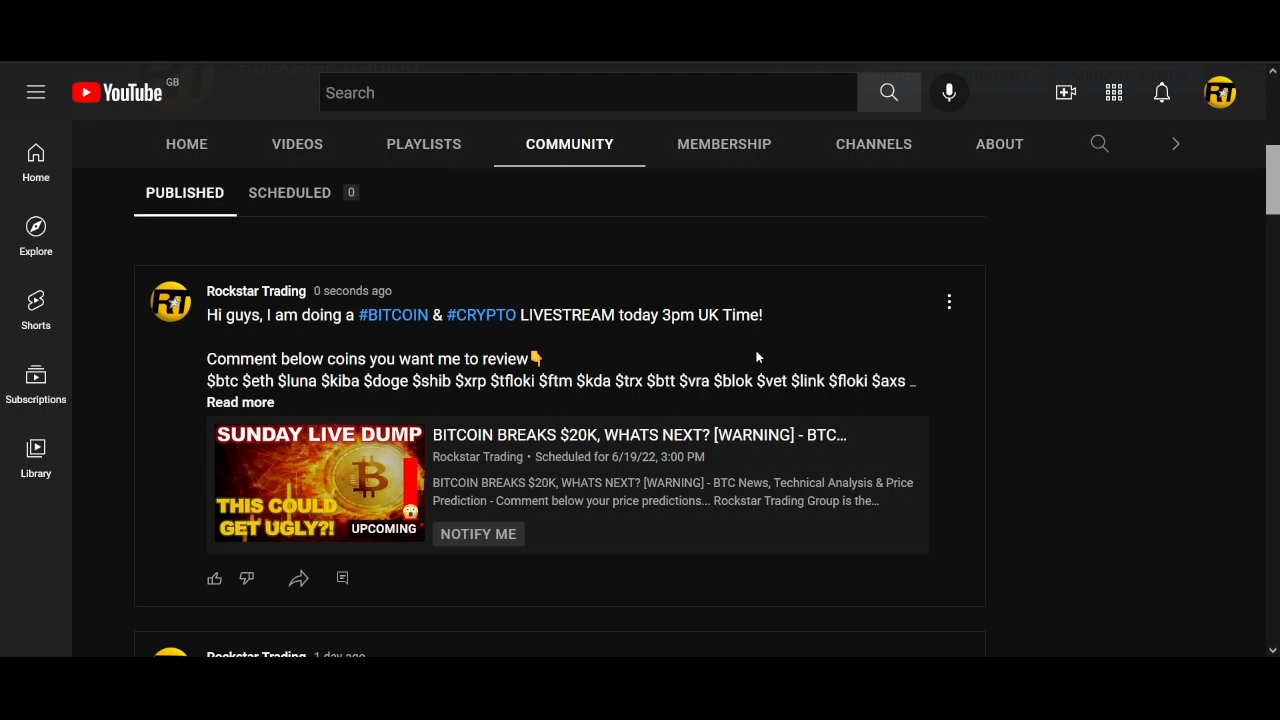 YouTube GB
Search
HOME VIDEOS PLAYLISTS COMMUNITY MEMBERSHIP CHANNELS ABOUT
Home
Explore
Shorts
Subscriptions
Library
PUBLISHED SCHEDULED 0
RT
Rockstar Trading 0 seconds ago
Hi guys, I am doing a #BITCOIN & #CRYPTO LIVESTREAM today 3pm UK Time!
Comment below coins you want me to review👇
$btc $eth $luna $kiba $doge $shib $xrp $tfloki $ftm $kda $trx $btt $vra $blok $vet $link $floki $axs ...
Read more
SUNDAY LIVE DUMP
THIS COULD
GET UGLY?!
UPCOMING
BITCOIN BREAKS $20K, WHATS NEXT? [WARNING] - BTC...
Rockstar Trading • Scheduled for 6/19/22, 3:00 PM
BITCOIN BREAKS $20K, WHATS NEXT? [WARNING] - BTC News, Technical Analysis & Price
Prediction - Comment below your price predictions... Rockstar Trading Group is the...
NOTIFY ME
Rockstar Trading 1 day ago